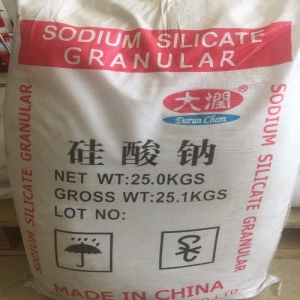 SODIUM SILICATE
GRANULAR
大潤®
Darun Chem
硅酸钠
NET WT:25.0KGS
GROSS WT:25.1KGS
LOT NO:
MADE IN CHINA
SODIUM SILICATE GRANULAR
SODIUM SILICATE GRANULAR